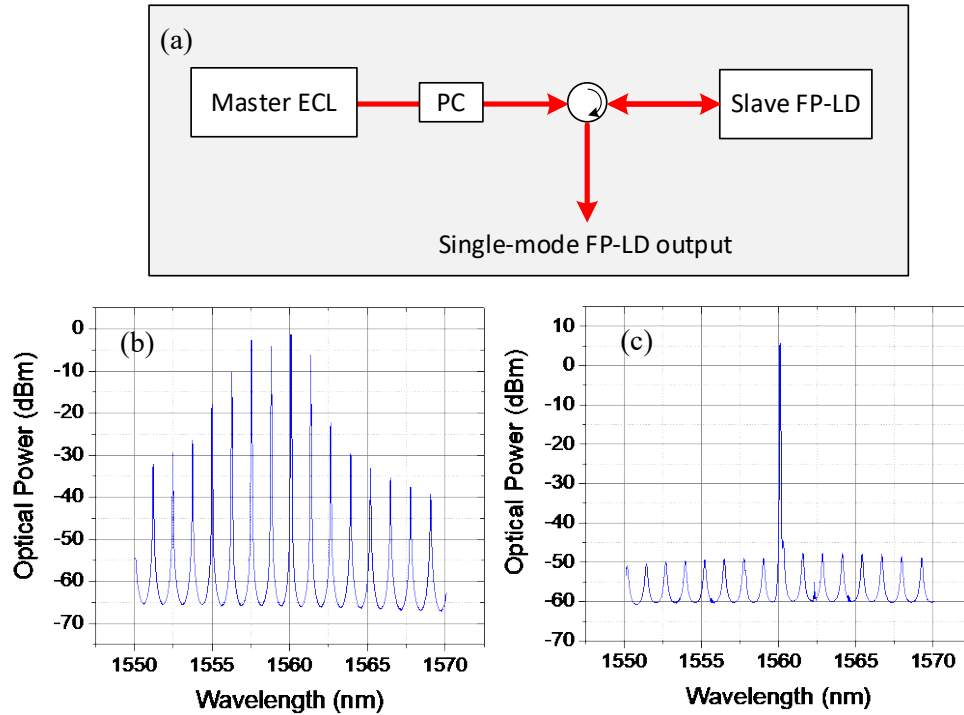 (a)
Master ECL
PC
Slave FP-LD
Single-mode FP-LD output
(b)
Optical Power (dBm)
0
-10
-20
-30
-40
-50
-60
-70
1550 1555 1560 1565 1570
Wavelength (nm)
(c)
Optical Power (dBm)
10
0
-10
-20
-30
-40
-50
-60
-70
1550 1555 1560 1565 1570
Wavelength (nm)